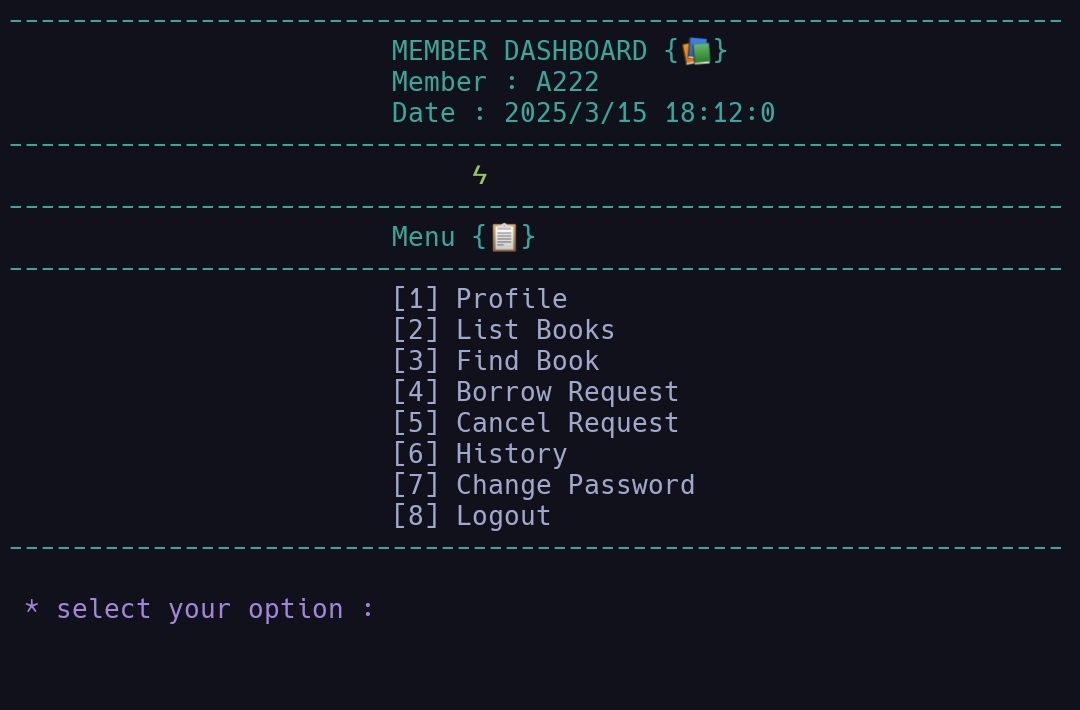 MEMBER DASHBOARD {📚}
Member : A222
Date : 2025/3/15 18:12:0
ϟ
Menu {📋}
[1] Profile
[2] List Books
[3] Find Book
[4] Borrow Request
[5] Cancel Request
[6] History
[7] Change Password
[8] Logout
* select your option :